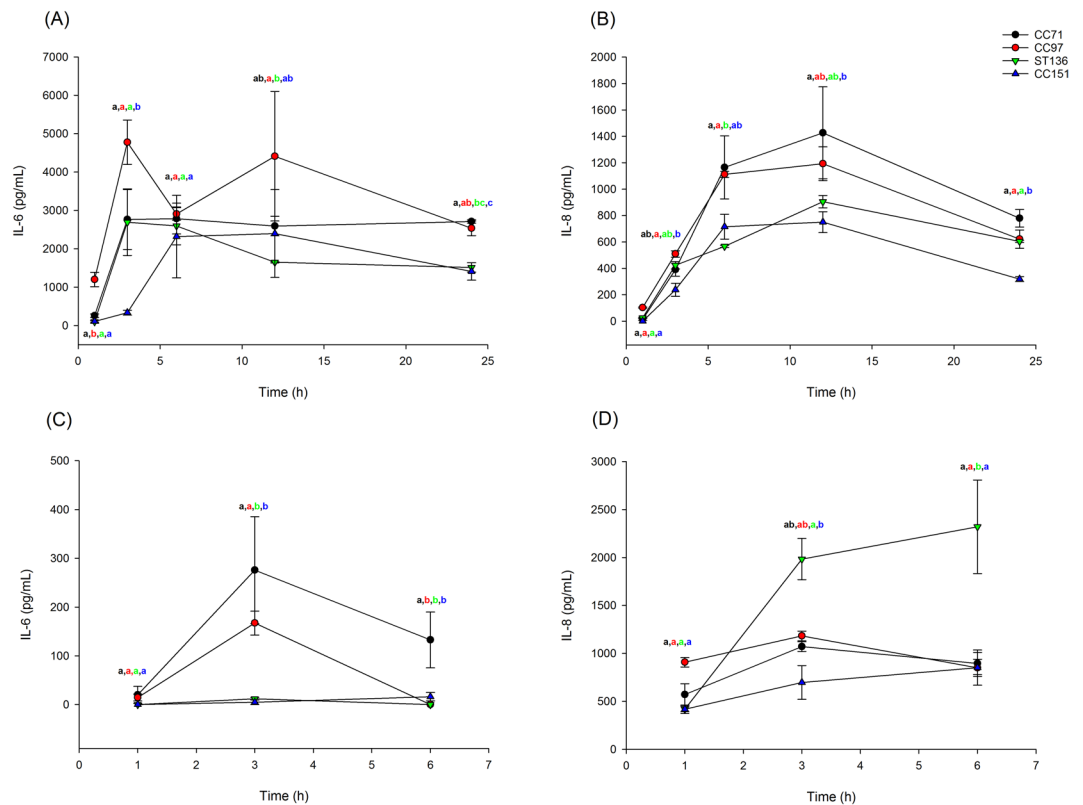 (A)
(B)
CC71
CC97
ST136
CC151
IL-6 (pg/mL)
7000
6000
5000
4000
3000
2000
1000
0
a,a,a,b
a,a,a,a
ab,a,b,ab
a,ab,bc,c
a,b,a,a
0 5 10 15 20 25
Time (h)
IL-8 (pg/mL)
2000
1800
1600
1400
1200
1000
800
600
400
200
0
a,ab,ab,b
a,a,b,ab
a,a,a,b
ab,a,ab,b
a,a,a,a
0 5 10 15 20 25
Time (h)
(C)
(D)
IL-6 (pg/mL)
500
400
300
200
100
0
a,a,b,b
a,b,b,b
a,a,a,a
0 1 2 3 4 5 6 7
Time (h)
IL-8 (pg/mL)
3000
2500
2000
1500
1000
500
0
a,a,b,a
ab,ab,a,b
a,a,a,a
0 1 2 3 4 5 6 7
Time (h)